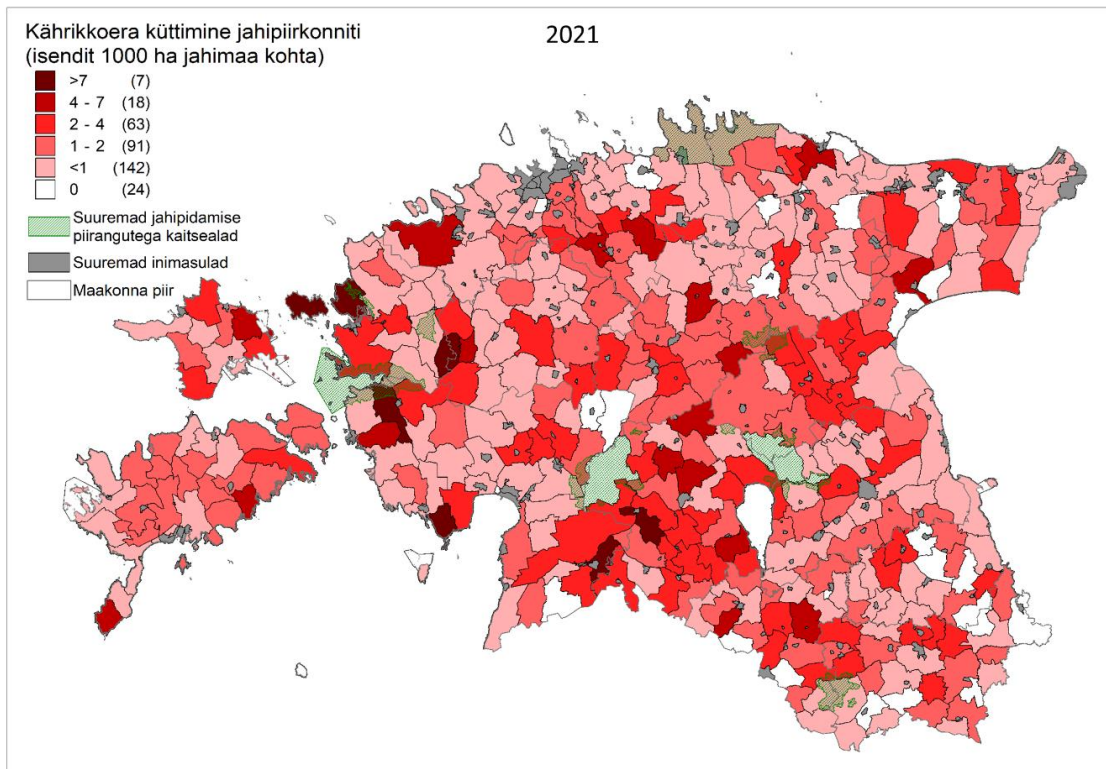 Kährikkoera küttimine jahipiirkonniti
(isendit 1000 ha jahimaa kohta)
2021
>7 (7)
4 - 7 (18)
2 - 4 (63)
1 - 2 (91)
<1 (142)
0 (24)
Suuremad jahipidamise
piirangutega kaitsealad
Suuremad inimasulad
Maakonna piir